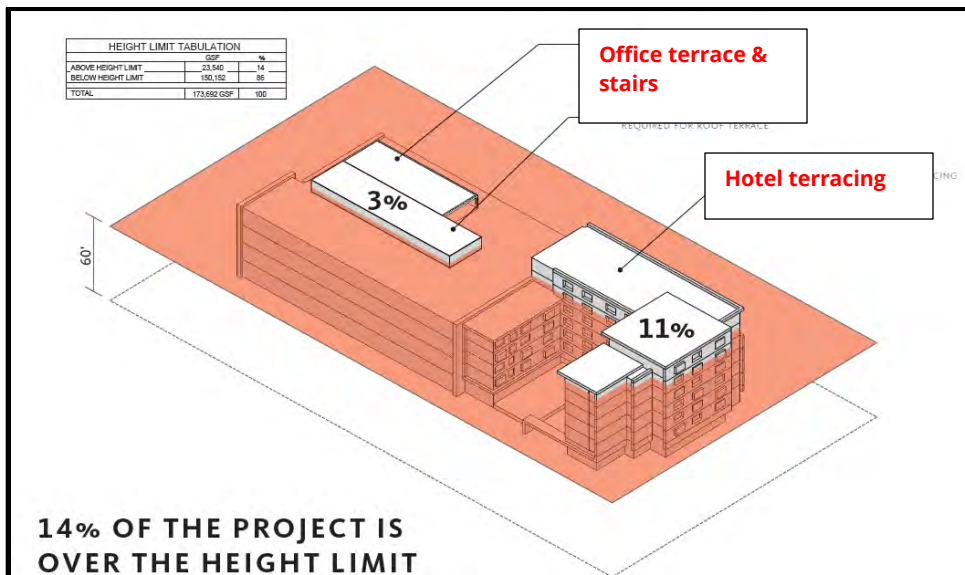 HEIGHT LIMIT TABULATION
GSF %
ABOVE HEIGHT LIMIT 23,540 14
BELOW HEIGHT LIMIT 150,152 86
TOTAL 173,692 GSF 100
Office terrace &
stairs
REQUIRED FOR ROOF TERRACE
Hotel terracing
CING
3%
60'
11%
14% OF THE PROJECT IS
OVER THE HEIGHT LIMIT